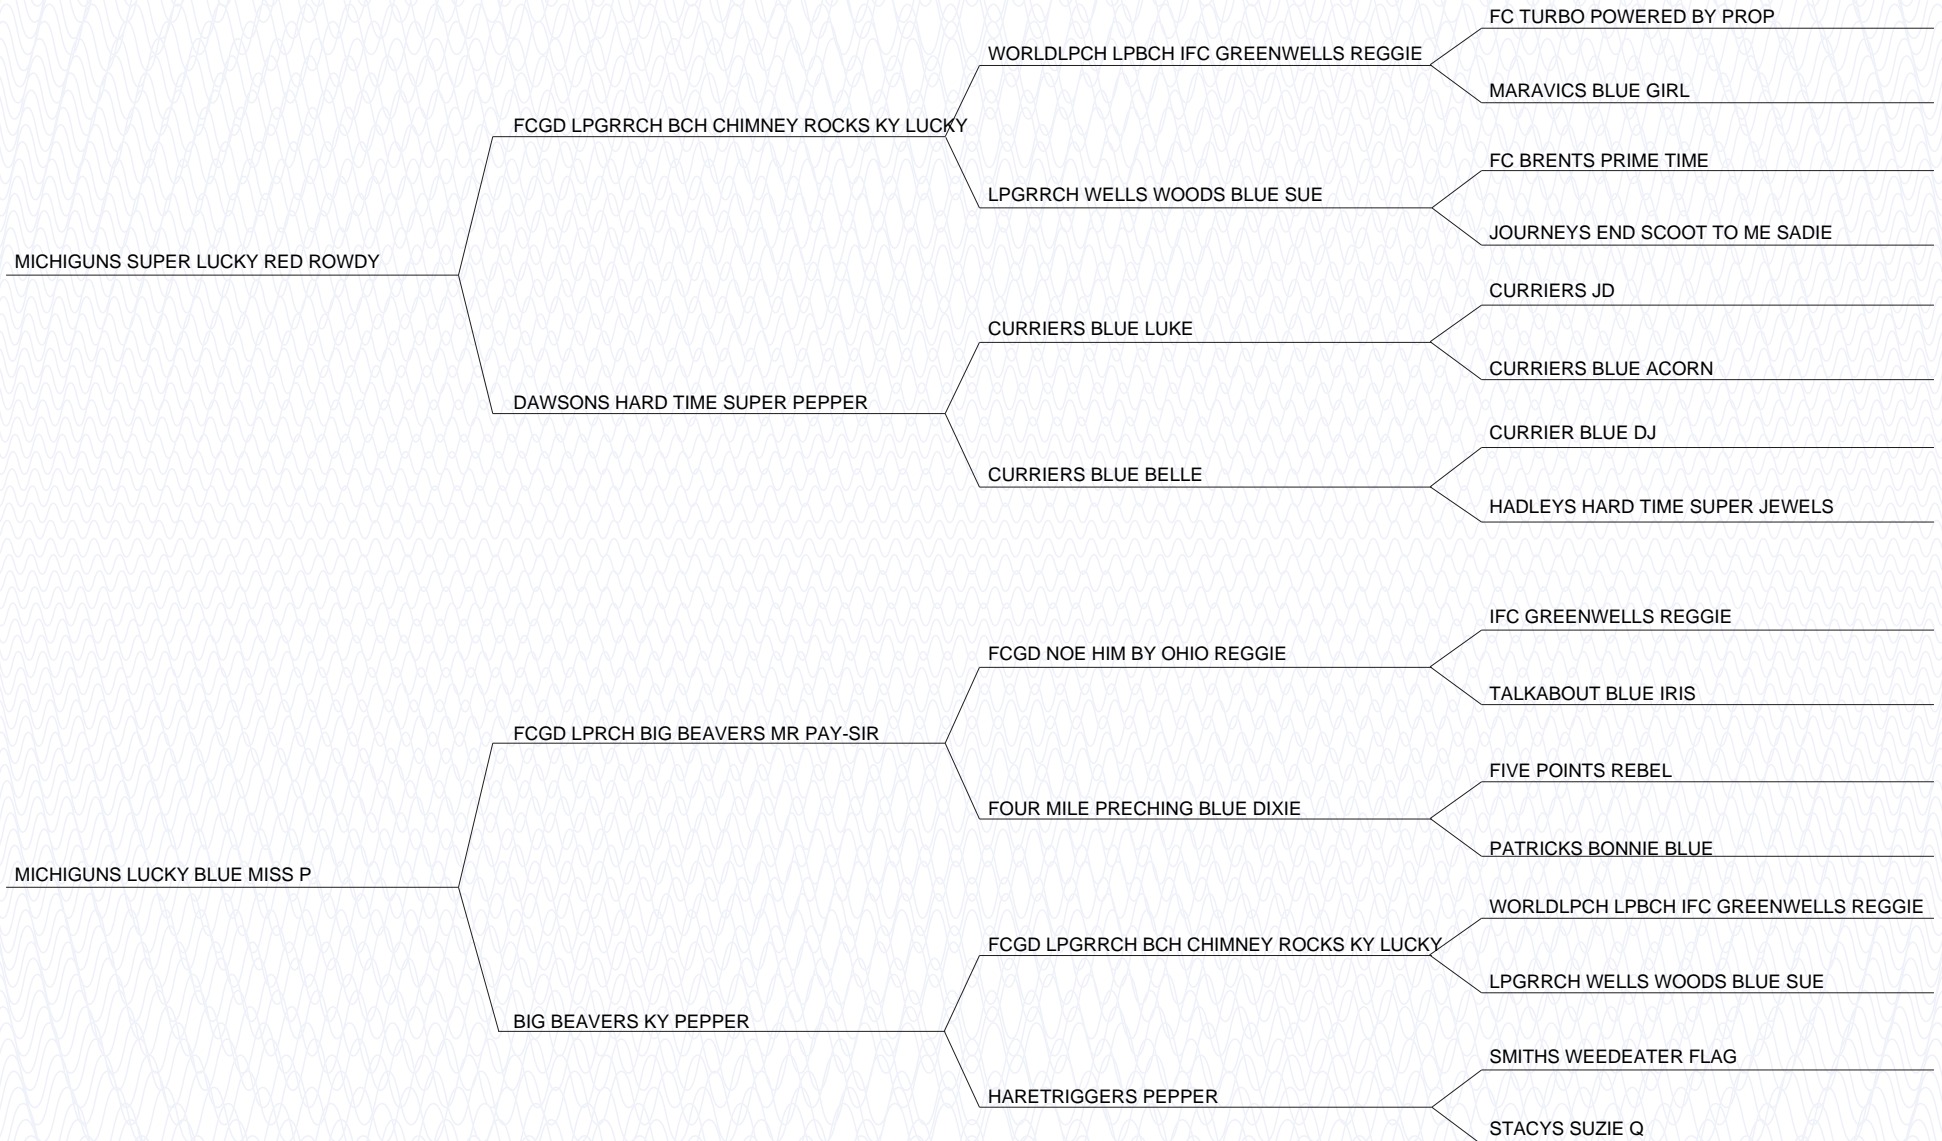 FC TURBO POWERED BY PROP
WORLDLPCH LPBCH IFC GREENWELLS REGGIE
MARAVICS BLUE GIRL
FCGD LPGRRCH BCH CHIMNEY ROCKS KY LUCKY
FC BRENTS PRIME TIME
LPGRRCH WELLS WOODS BLUE SUE
JOURNEYS END SCOOT TO ME SADIE
MICHIGUNS SUPER LUCKY RED ROWDY
CURRIERS JD
CURRIERS BLUE LUKE
CURRIERS BLUE ACORN
DAWSONS HARD TIME SUPER PEPPER
CURRIER BLUE DJ
CURRIERS BLUE BELLE
HADLEYS HARD TIME SUPER JEWELS
IFC GREENWELLS REGGIE
FCGD NOE HIM BY OHIO REGGIE
TALKABOUT BLUE IRIS
FCGD LPRCH BIG BEAVERS MR PAY-SIR
FIVE POINTS REBEL
FOUR MILE PRECHING BLUE DIXIE
PATRICKS BONNIE BLUE
MICHIGUNS LUCKY BLUE MISS P
WORLDLPCH LPBCH IFC GREENWELLS REGGIE
FCGD LPGRRCH BCH CHIMNEY ROCKS KY LUCKY
LPGRRCH WELLS WOODS BLUE SUE
BIG BEAVERS KY PEPPER
SMITHS WEEDEATER FLAG
HARETRIGGERS PEPPER
STACYS SUZIE Q